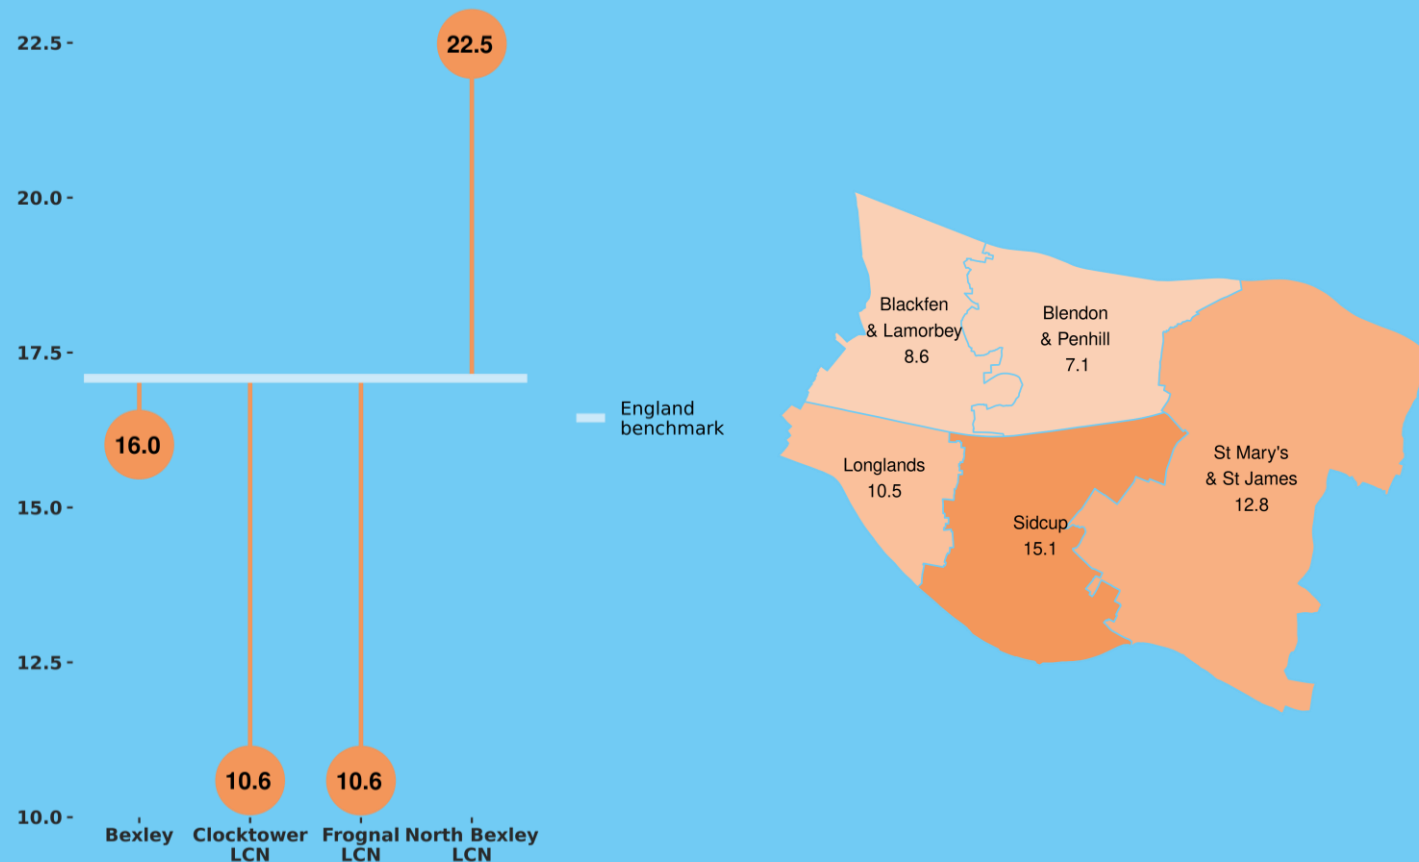 22.5
20.0
17.5
15.0
12.5
10.0
22.5
16.0
10.6
10.6
Bexley
Clocktower
LCN
Frognal
LCN
North Bexley
LCN
England
benchmark
Blackfen
& Lamorbey
8.6
Blendon
& Penhill
7.1
Longlands
10.5
Sidcup
15.1
St Mary's
& St James
12.8